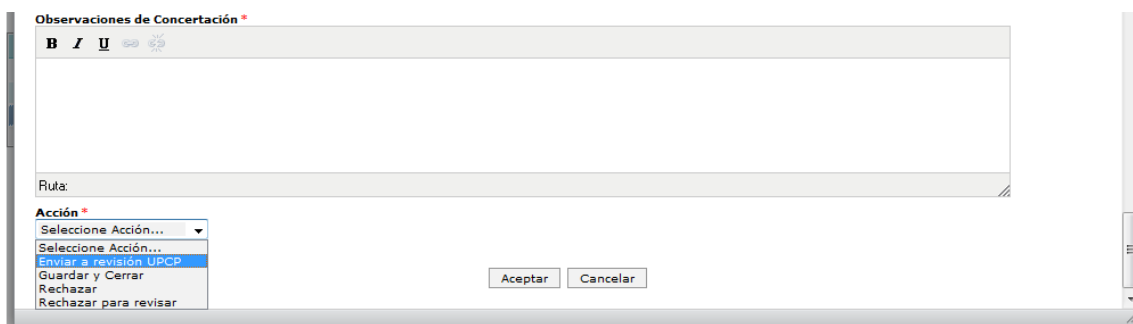 Observaciones de Concertación *
B I U
Ruta:
Acción *
Seleccione Acción...
Seleccione Acción...
Enviar a revisión UPCP
Guardar y Cerrar
Rechazar
Rechazar para revisar
Aceptar Cancelar